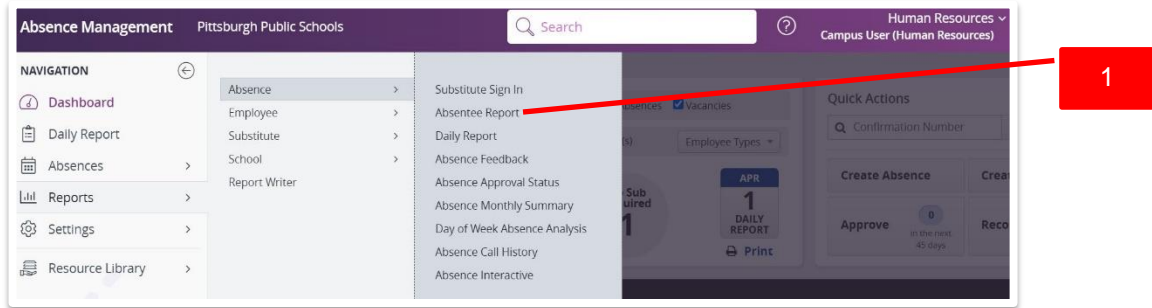 Absence Management
Pittsburgh Public Schools
Search
Human Resources
Campus User (Human Resources)
1
NAVIGATION
Dashboard
Daily Report
Absences
Reports
Settings
Resource Library
Absence
Employee
Substitute
School
Report Writer
Substitute Sign In
Absentee Report
Daily Report
Absence Feedback
Absence Approval Status
Absence Monthly Summary
Day of Week Absence Analysis
Absence Call History
Absence Interactive
Vacancies
Employee Types
Sub
1
APR
1
DAILY
REPORT
Print
Quick Actions
Confirmation Number
Create Absence
Approve
0
in the next
45 days